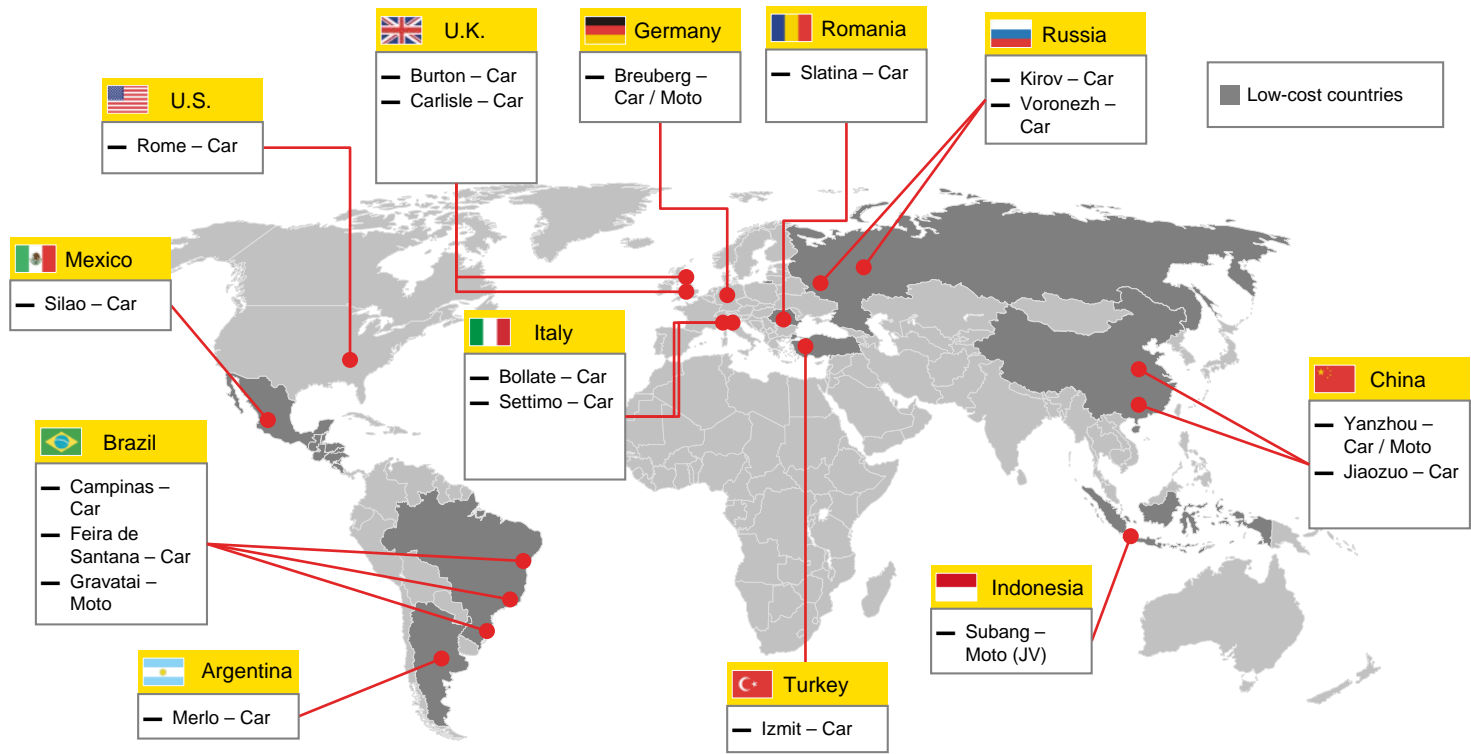 U.K.
— Burton – Car
— Carlisle – Car
Germany
— Breuberg –
Car / Moto
Romania
— Slatina – Car
Russia
— Kirov – Car
— Voronezh –
Car
Low-cost countries
U.S.
— Rome – Car
Mexico
— Silao – Car
Italy
— Bollate – Car
— Settimo – Car
China
— Yanzhou –
Car / Moto
— Jiaozuo – Car
Brazil
— Campinas –
Car
— Feira de
Santana – Car
— Gravatai –
Moto
Indonesia
— Subang –
Moto (JV)
Argentina
— Merlo – Car
Turkey
— Izmit – Car